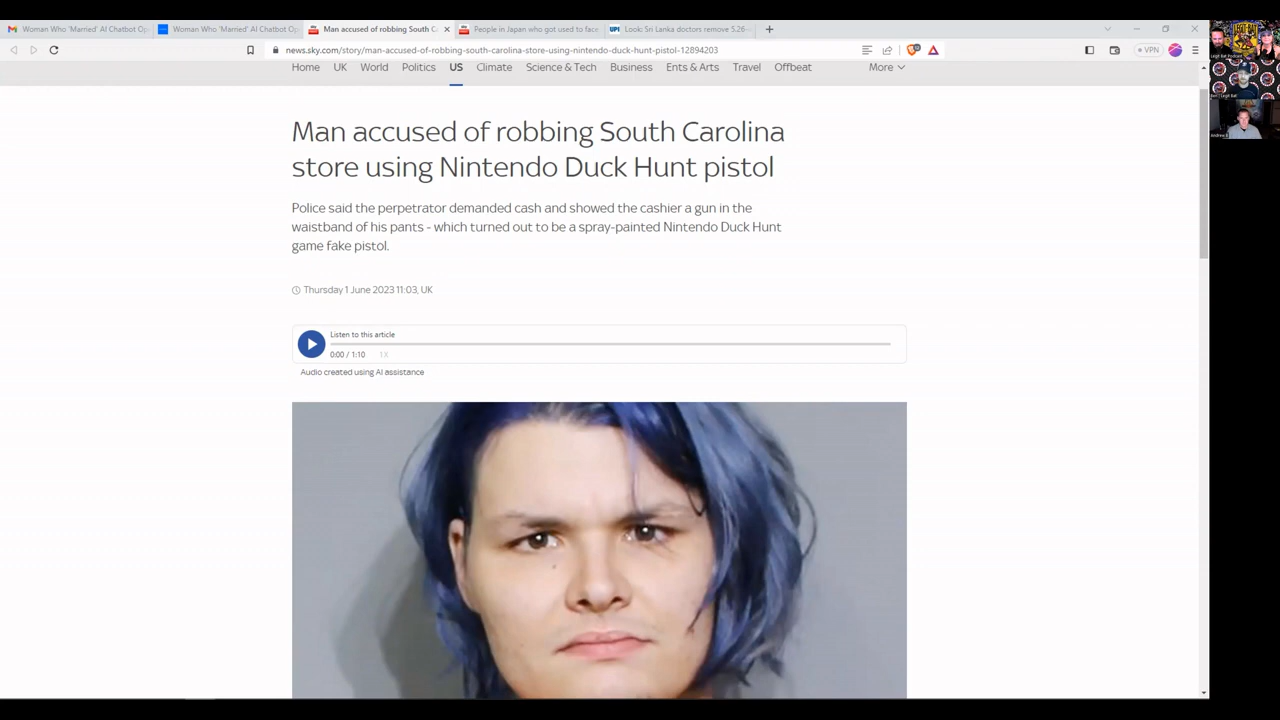 Woman Who 'Married' AI Chatbot Op
Woman Who 'Married' AI Chatbot Op
Man accused of robbing South C
People in Japan who got used to face
Look: Sri Lanka doctors remove 5.26-
news.sky.com/story/man-accused-of-robbing-south-carolina-store-using-nintendo-duck-hunt-pistol-12894203
VPN
Home UK World Politics US Climate Science & Tech Business Ents & Arts Travel Offbeat More
Man accused of robbing South Carolina
store using Nintendo Duck Hunt pistol
Police said the perpetrator demanded cash and showed the cashier a gun in the
waistband of his pants - which turned out to be a spray-painted Nintendo Duck Hunt
game fake pistol.
Thursday 1 June 2023 11:03, UK
Listen to this article
0:00 / 1:10 1X
Audio created using AI assistance